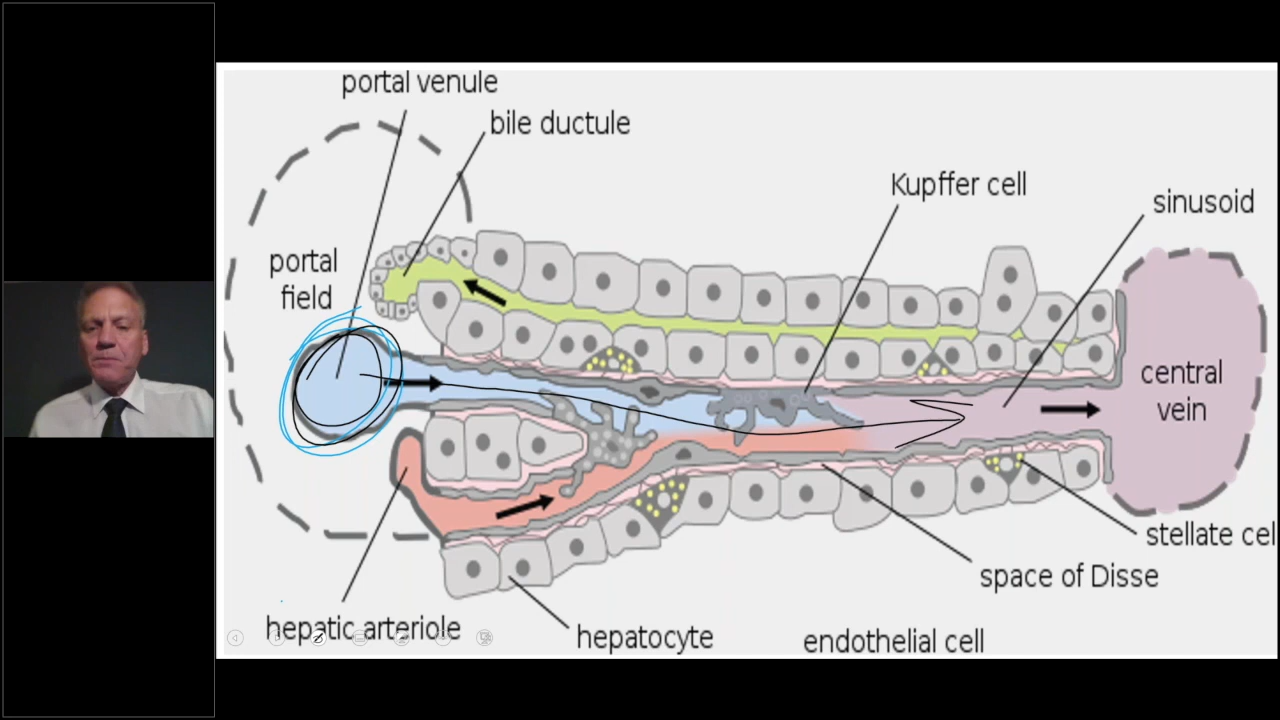 portal venule
bile ductule
Kupffer cell
sinusoid
portal
field
central
vein
stellate cel
space of Disse
hepatic arteriole
hepatocyte
endothelial cell